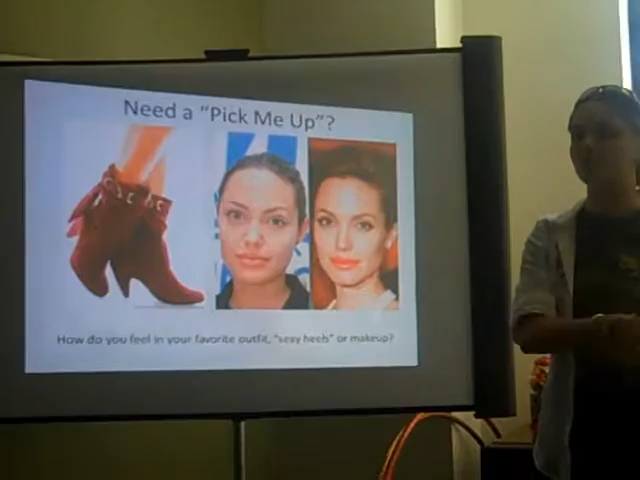 Need a "Pick Me Up"?
How do you feel in your favorite outfit, "sexy heels" or makeup?